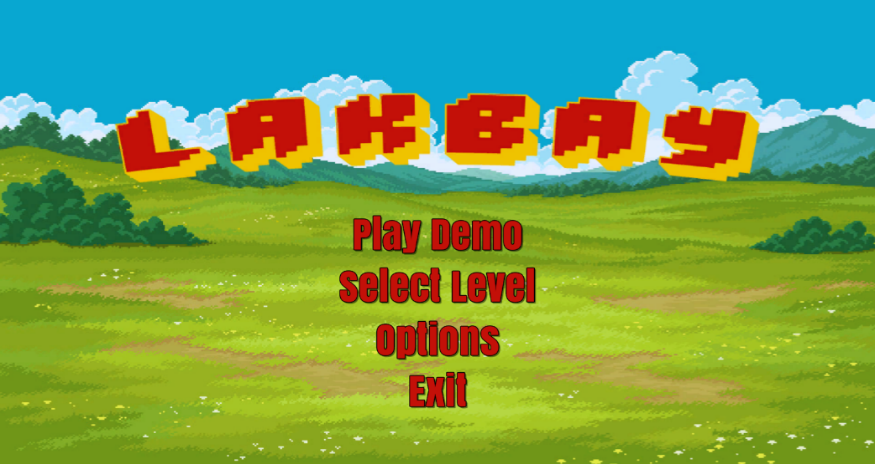 LAKBAY
Play Demo
Select Level
Options
Exit